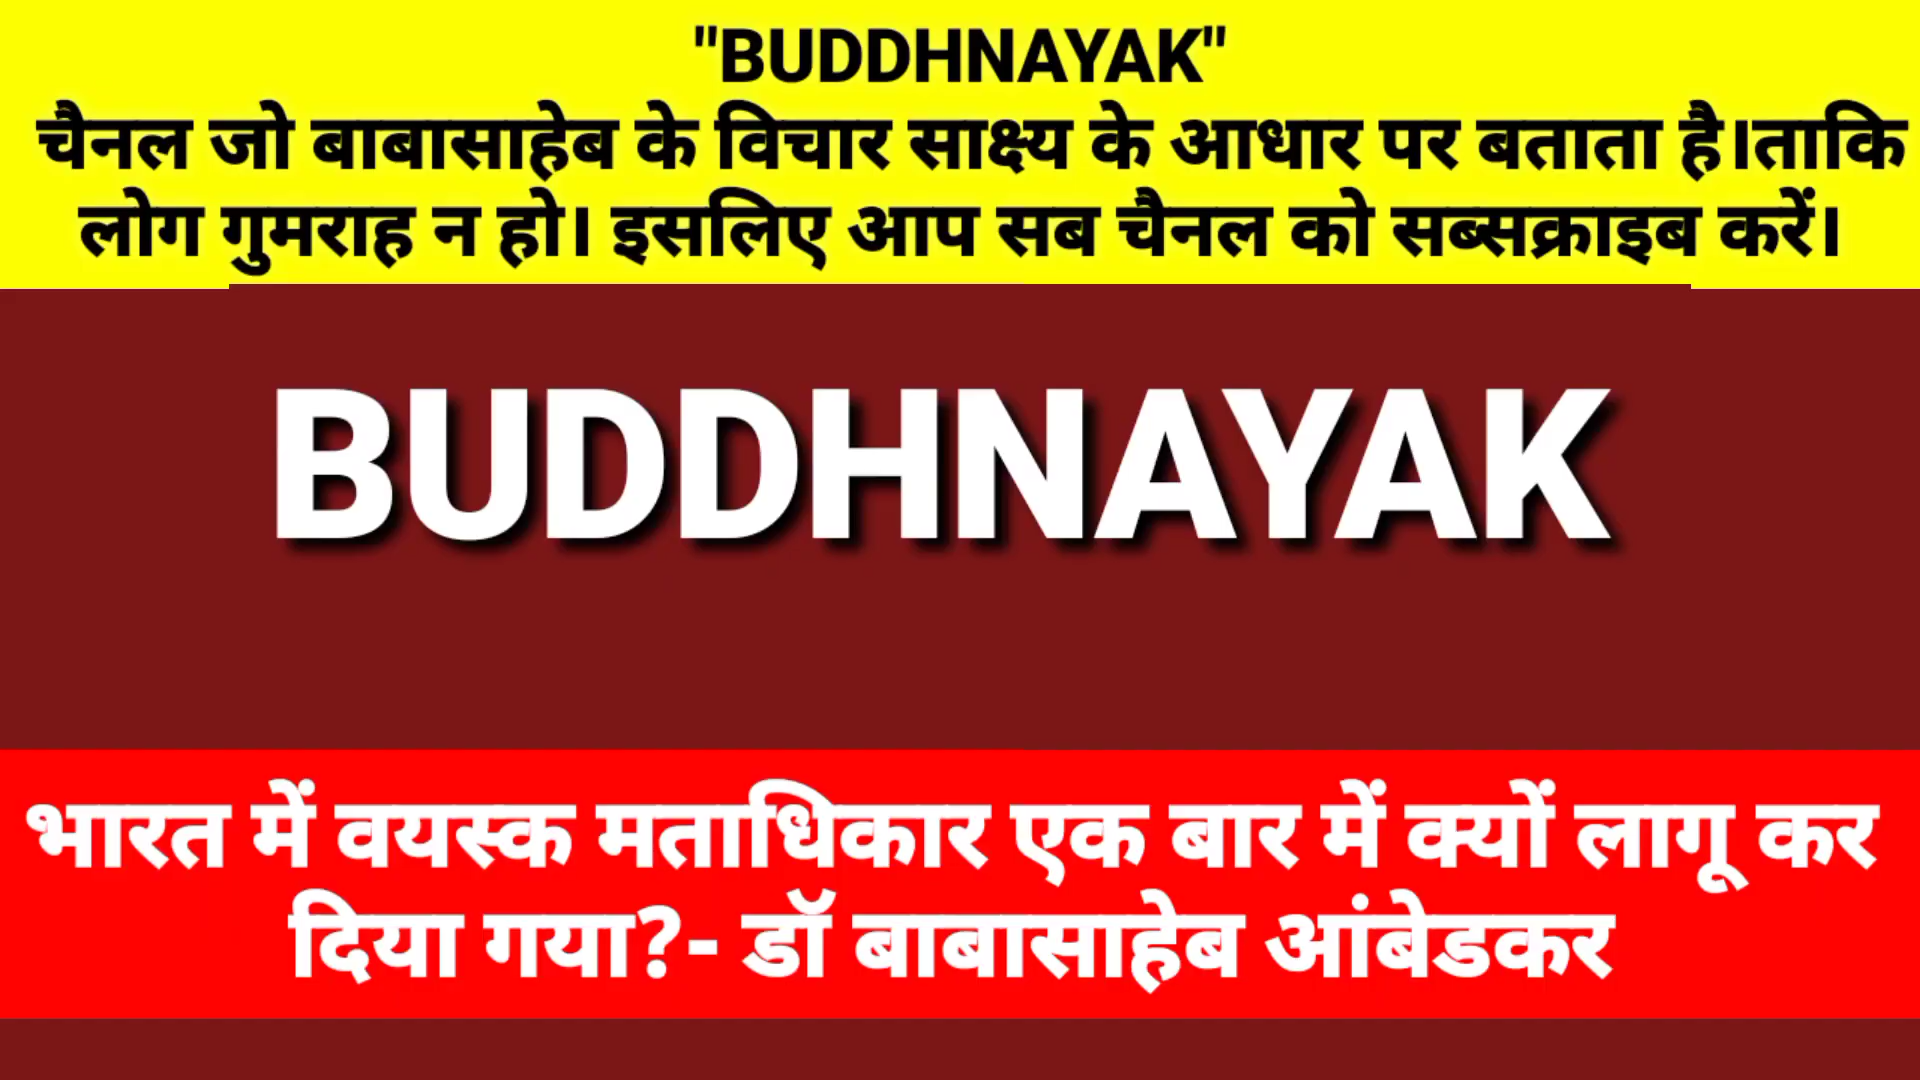 "BUDDHNAYAK"
चैनल जो बाबासाहेब के विचार साक्ष्य के आधार पर बताता है।ताकि
लोग गुमराह न हो। इसलिए आप सब चैनल को सब्सक्राइब करें।
BUDDHNAYAK
भारत में वयस्क मताधिकार एक बार में क्यों लागू कर
दिया गया?- डॉ बाबासाहेब आंबेडकर